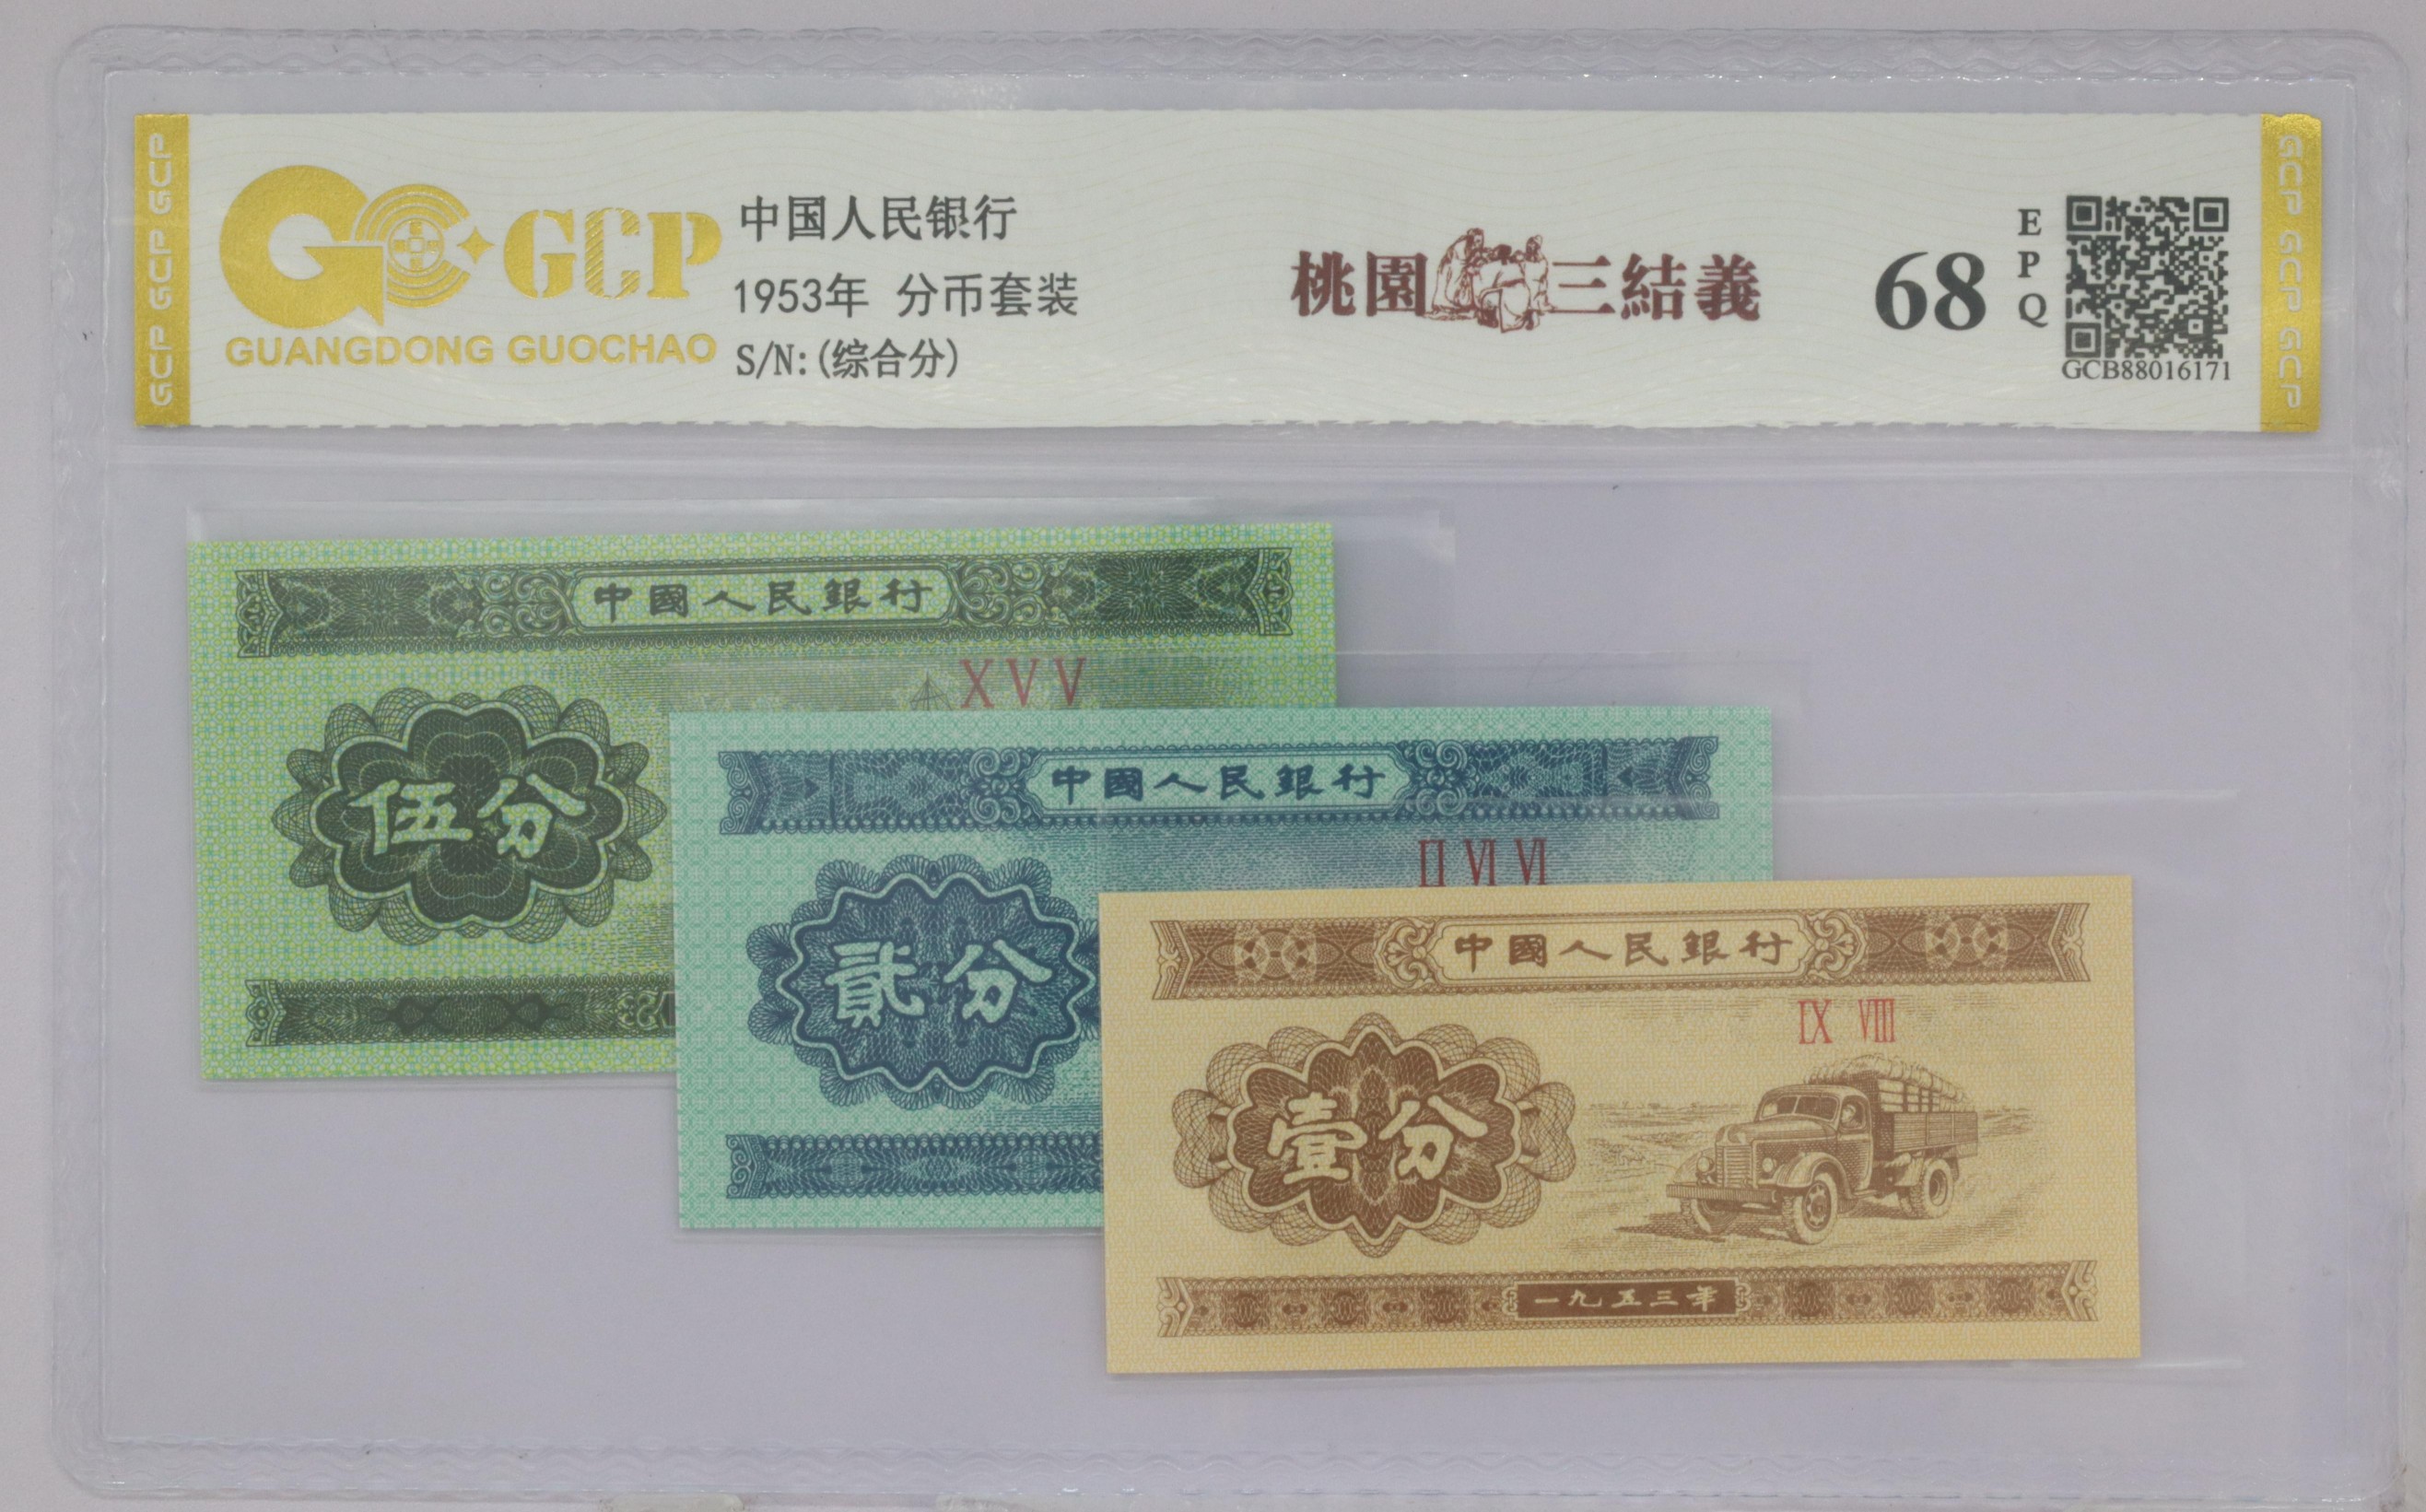 GCP GCP GCP
GCP
GUANGDONG GUOCHAO
中国人民银行
1953年 分币套装
S/N:(综合分)
桃園三結義
68
EPQ
GCB88016171
GCP GCP GCP
中國人民銀行
XVV
伍分
中國人民銀行
II VI VI
貳分
中國人民銀行
IX VIII
壹分
一九五三年